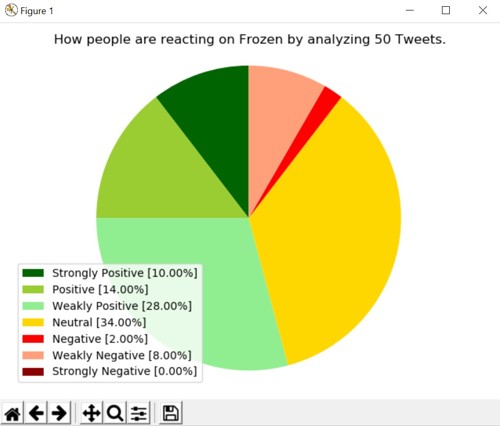 Figure 1
How people are reacting on Frozen by analyzing 50 Tweets.
Strongly Positive [10.00%]
Positive [14.00%]
Weakly Positive [28.00%]
Neutral [34.00%]
Negative [2.00%]
Weakly Negative [8.00%]
Strongly Negative [0.00%]